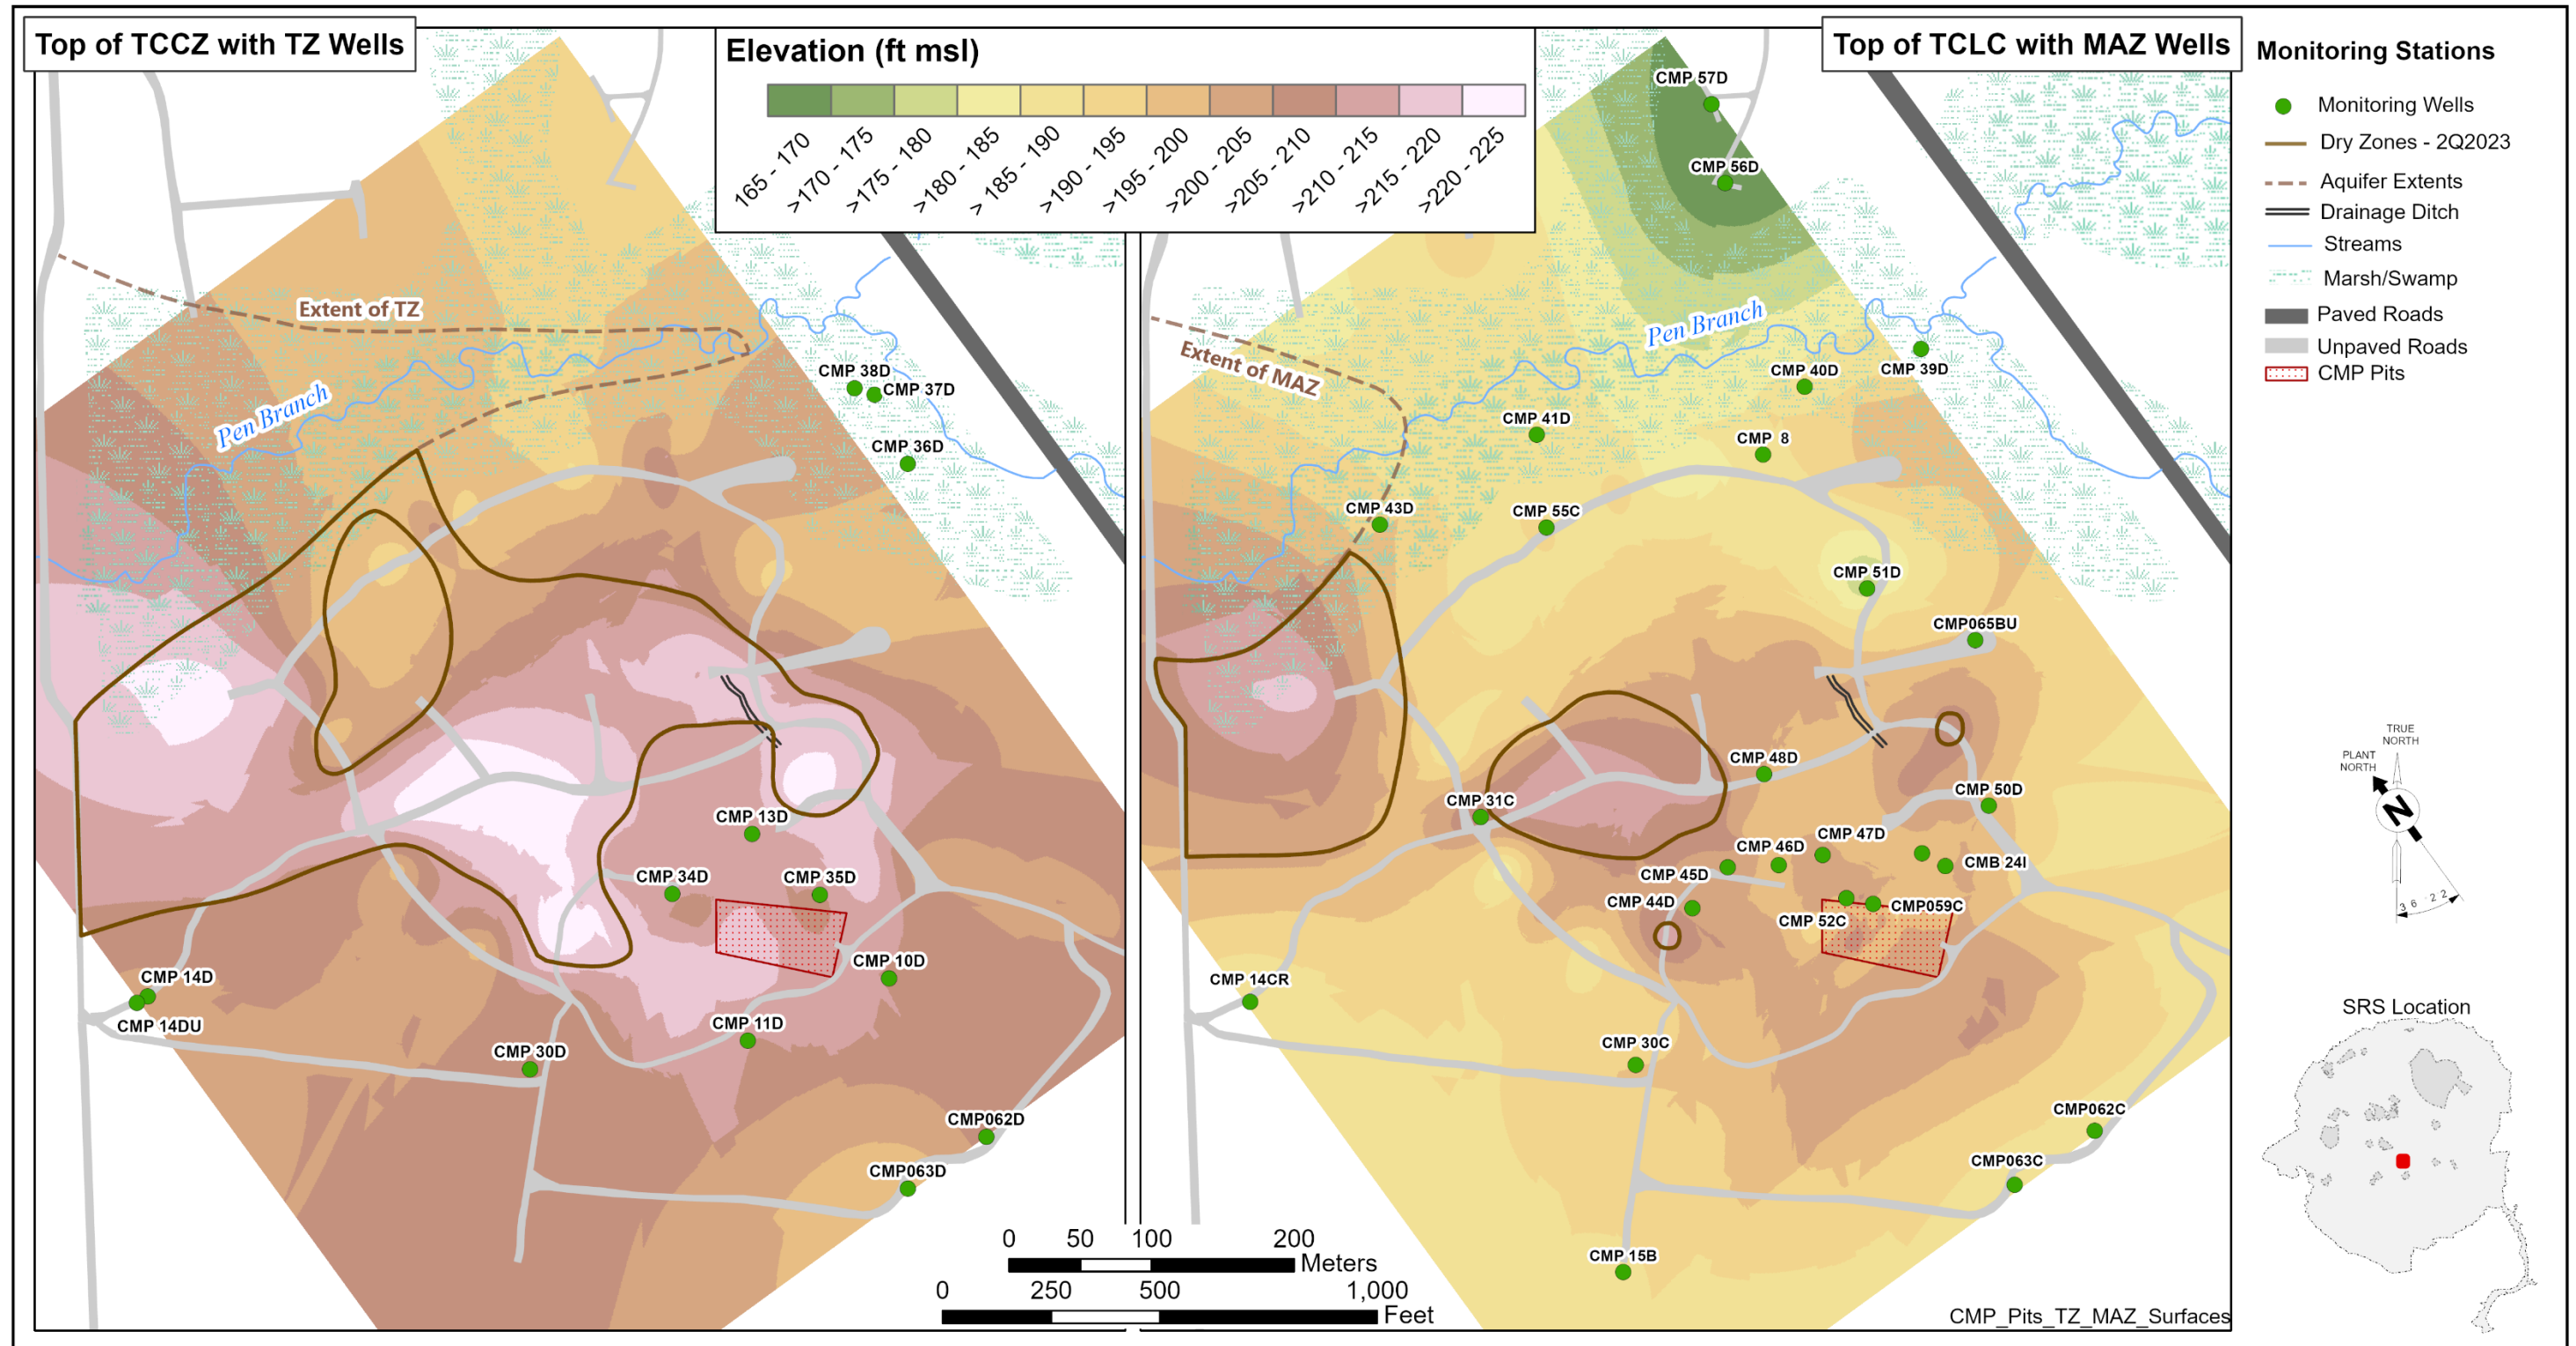 Top of TCCZ with TZ Wells
Elevation (ft msl)
165 - 170
>170 - 175
>175 - 180
>180 - 185
> 185 - 190
>190 - 195
>195 - 200
>200 - 205
>205 - 210
>210 - 215
>215 - 220
>220 - 225
Top of TCLC with MAZ Wells
Monitoring Stations
Monitoring Wells
Dry Zones - 2Q2023
Aquifer Extents
Drainage Ditch
Streams
Marsh/Swamp
Paved Roads
Unpaved Roads
CMP Pits
Extent of TZ
Pen Branch
CMP 38D
CMP 37D
CMP 36D
CMP 13D
CMP 34D
CMP 35D
CMP 10D
CMP 14D
CMP 14DU
CMP 11D
CMP 30D
CMP062D
CMP063D
CMP 57D
CMP 56D
Pen Branch
Extent of MAZ
CMP 39D
CMP 40D
CMP 41D
CMP 8
CMP 43D
CMP 55C
CMP 51D
CMP065BU
CMP 48D
CMP 50D
CMP 31C
CMP 47D
CMP 46D
CMB 24I
CMP 45D
CMP 44D
CMP059C
CMP 52C
CMP 14CR
CMP 30C
CMP062C
CMP063C
CMP 15B
0 50 100 200
Meters
0 250 500 1,000
Feet
CMP_Pits_TZ_MAZ_Surfaces
TRUE
NORTH
PLANT
NORTH
N
36 22
SRS Location